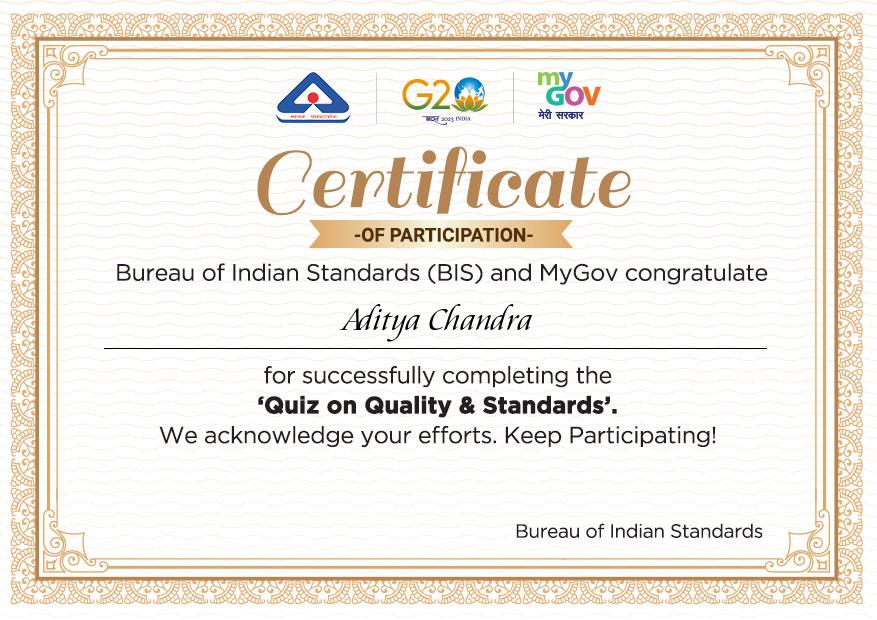 मानकः पथप्रदर्शकः
G20
भारत 2023 INDIA
my
GOV
मेरी सरकार
Certificate
-OF PARTICIPATION-
Bureau of Indian Standards (BIS) and MyGov congratulate
Aditya Chandra
for successfully completing the
‘Quiz on Quality & Standards’.
We acknowledge your efforts. Keep Participating!
Bureau of Indian Standards